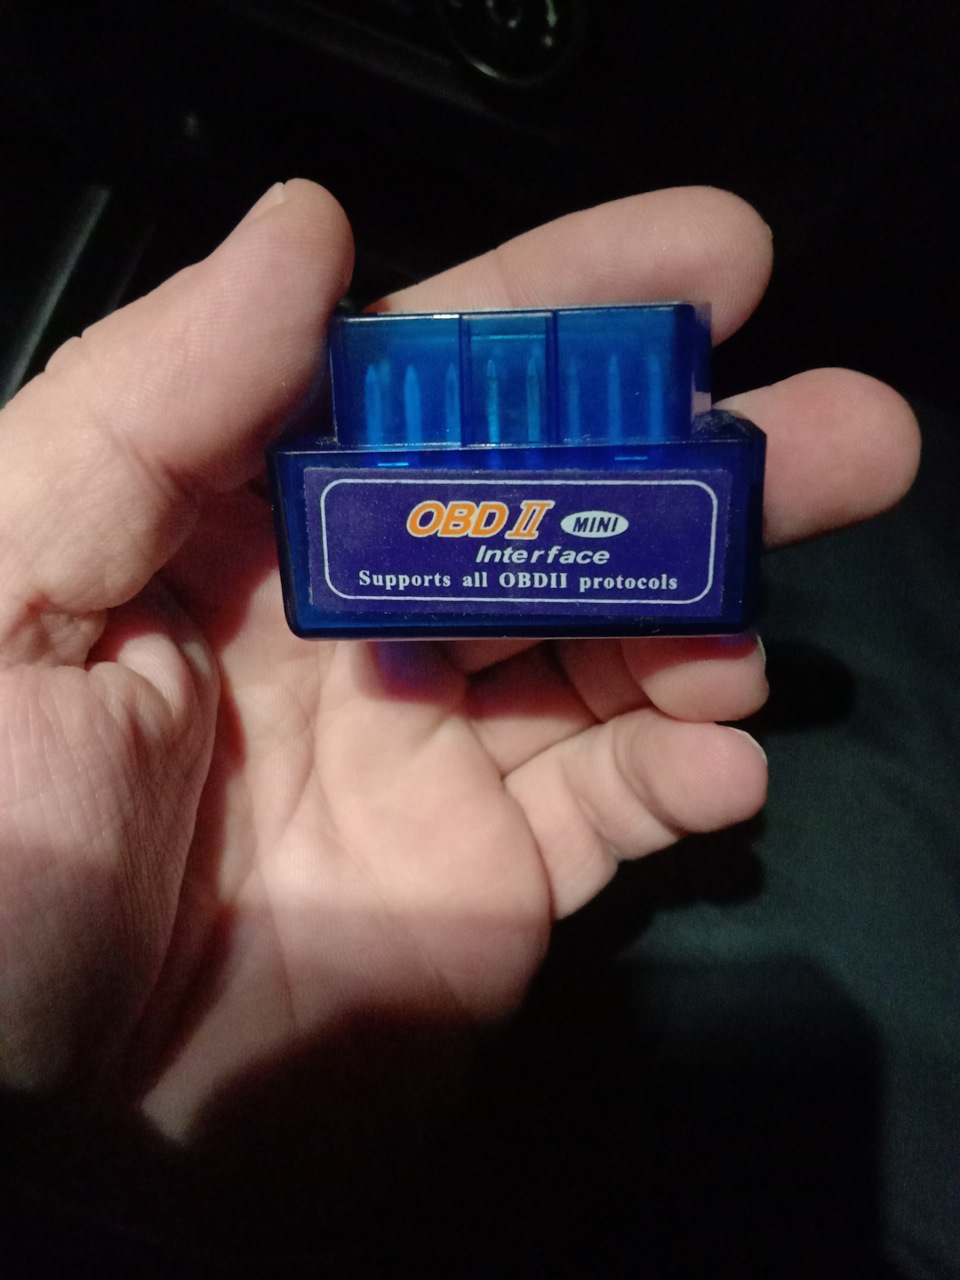 OBD II MINI
Interface
Supports all OBDII protocols